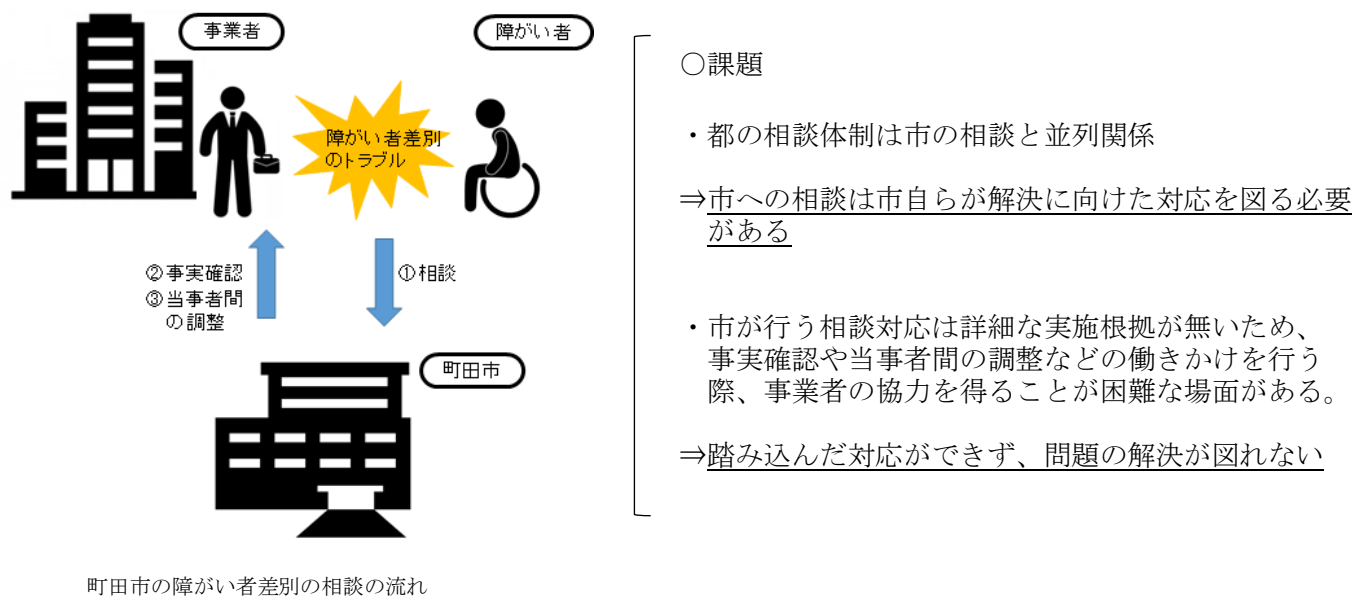 事業者
障がい者
障がい者差別
のトラブル
②事実確認
③当事者間
の調整
①相談
町田市
町田市の障がい者差別の相談の流れ
○課題
・都の相談体制は市の相談と並列関係
⇒市への相談は市自らが解決に向けた対応を図る必要
がある
・市が行う相談対応は詳細な実施根拠が無いため、
事実確認や当事者間の調整などの働きかけを行う
際、事業者の協力を得ることが困難な場面がある。
⇒踏み込んだ対応ができず、問題の解決が図れない